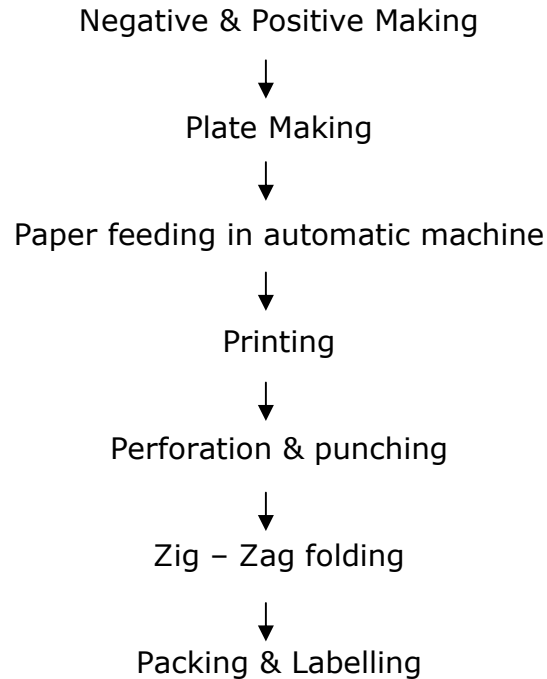 Negative & Positive Making
Plate Making
Paper feeding in automatic machine
Printing
Perforation & punching
Zig – Zag folding
Packing & Labelling